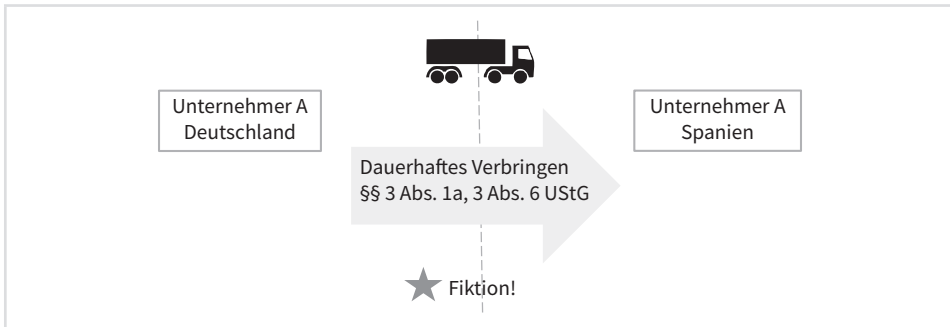 Unternehmer A
Deutschland
Unternehmer A
Spanien
Dauerhaftes Verbringen
§§ 3 Abs. 1a, 3 Abs. 6 UStG
Fiktion!